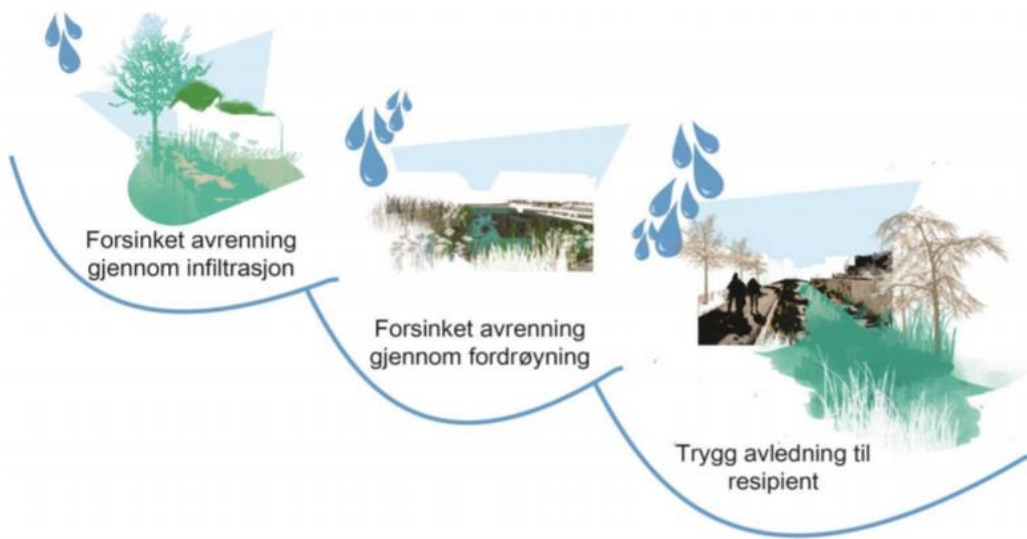 Forsinket avrenning
gjennom infiltrasjon
Forsinket avrenning
gjennom fordrøyning
Trygg avledning til
resipient